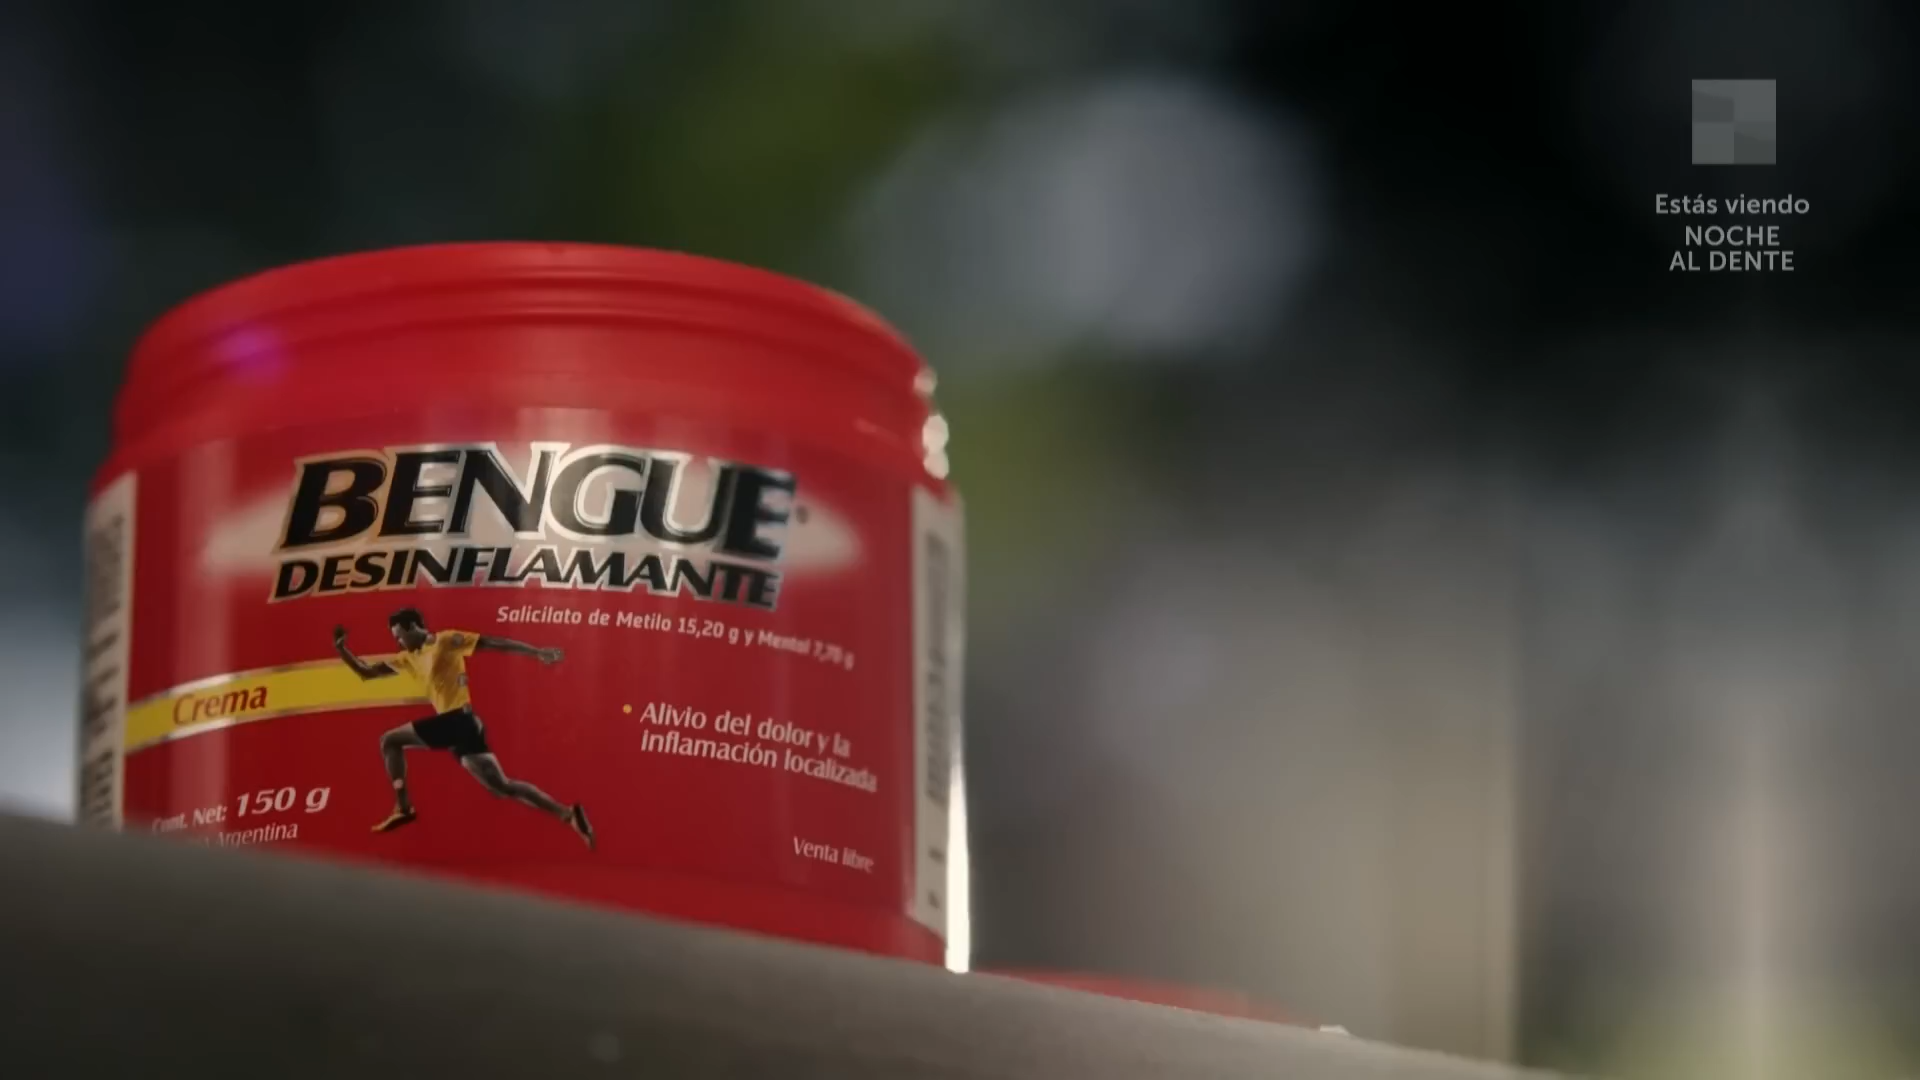 Estás viendo
NOCHE
AL DENTE
BENGUE
DESINFLAMANTE
Salicilato de Metilo 15,20 g y Mentol 7,70 g
Crema
• Alivio del dolor y la
inflamación localizada
Cont. Net: 150 g
Argentina
Venta libre